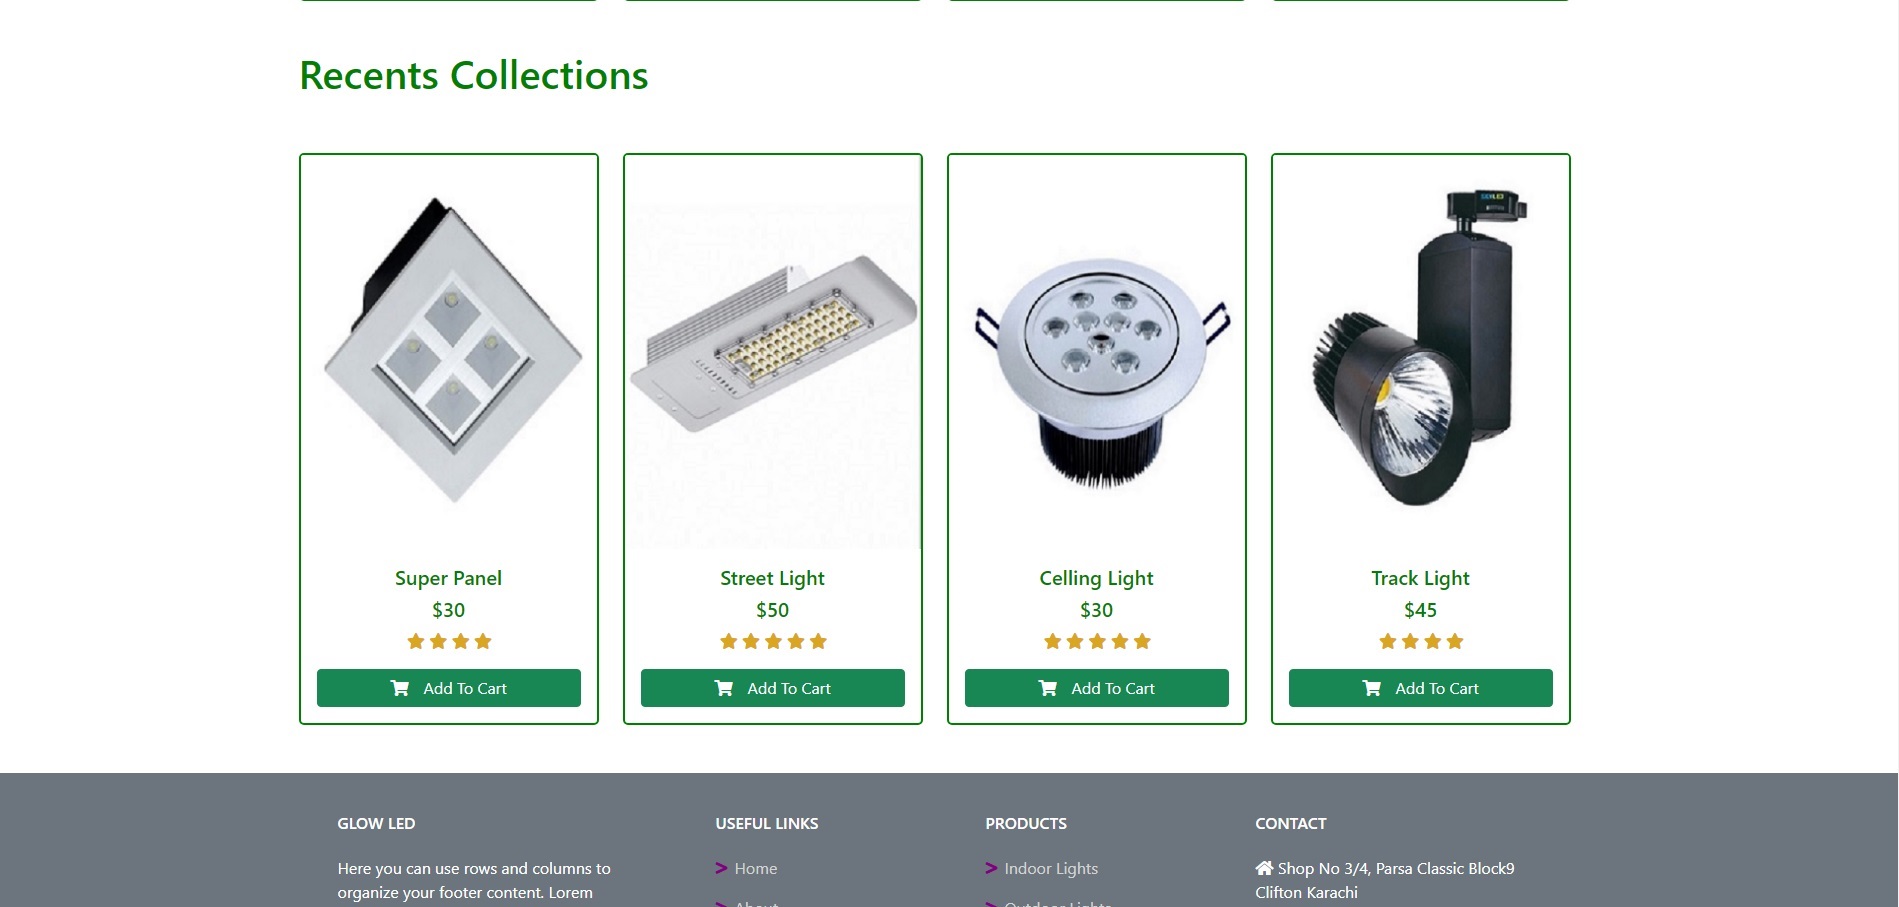 Recents Collections
Super Panel
$30
Add To Cart
Street Light
$50
Add To Cart
Celling Light
$30
Add To Cart
Track Light
$45
Add To Cart
GLOW LED
Here you can use rows and columns to
organize your footer content. Lorem
USEFUL LINKS
> Home
> About
PRODUCTS
> Indoor Lights
> Outdoor Lights
CONTACT
Shop No 3/4, Parsa Classic Block9
Clifton Karachi